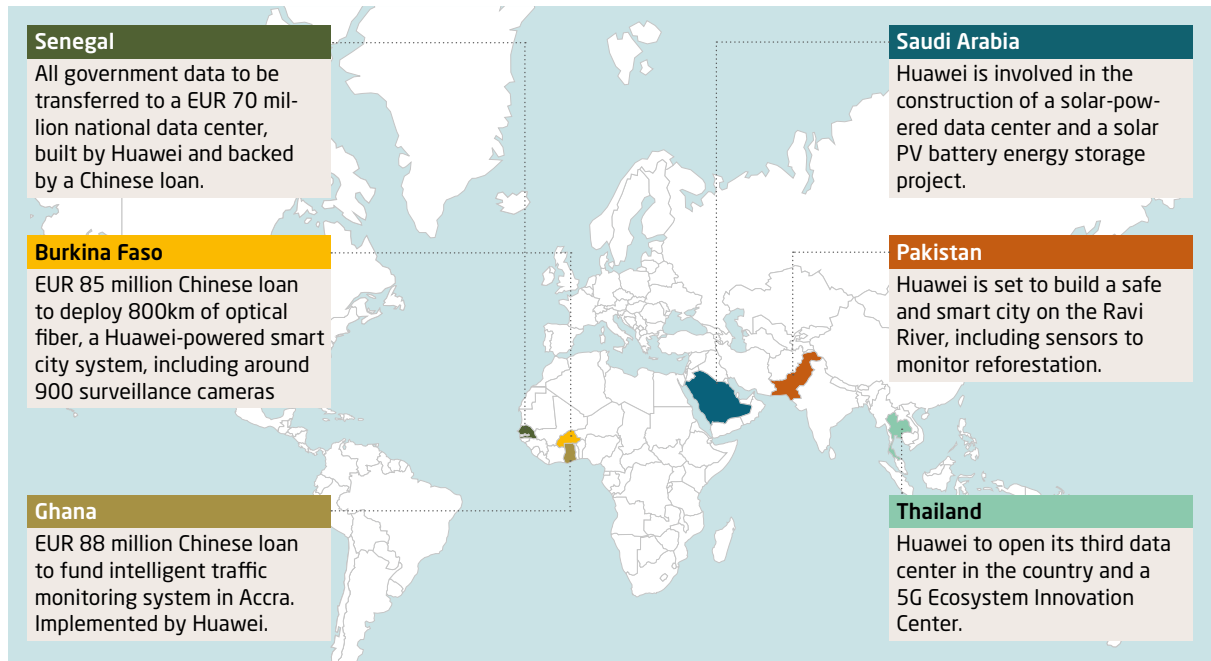 Senegal
All government data to be
transferred to a EUR 70 mil-
lion national data center,
built by Huawei and backed
by a Chinese loan.
Burkina Faso
EUR 85 million Chinese loan
to deploy 800km of optical
fiber, a Huawei-powered smart
city system, including around
900 surveillance cameras
Ghana
EUR 88 million Chinese loan
to fund intelligent traffic
monitoring system in Accra.
Implemented by Huawei.
Saudi Arabia
Huawei is involved in the
construction of a solar-pow-
ered data center and a solar
PV battery energy storage
project.
Pakistan
Huawei is set to build a safe
and smart city on the Ravi
River, including sensors to
monitor reforestation.
Thailand
Huawei to open its third data
center in the country and a
5G Ecosystem Innovation
Center.